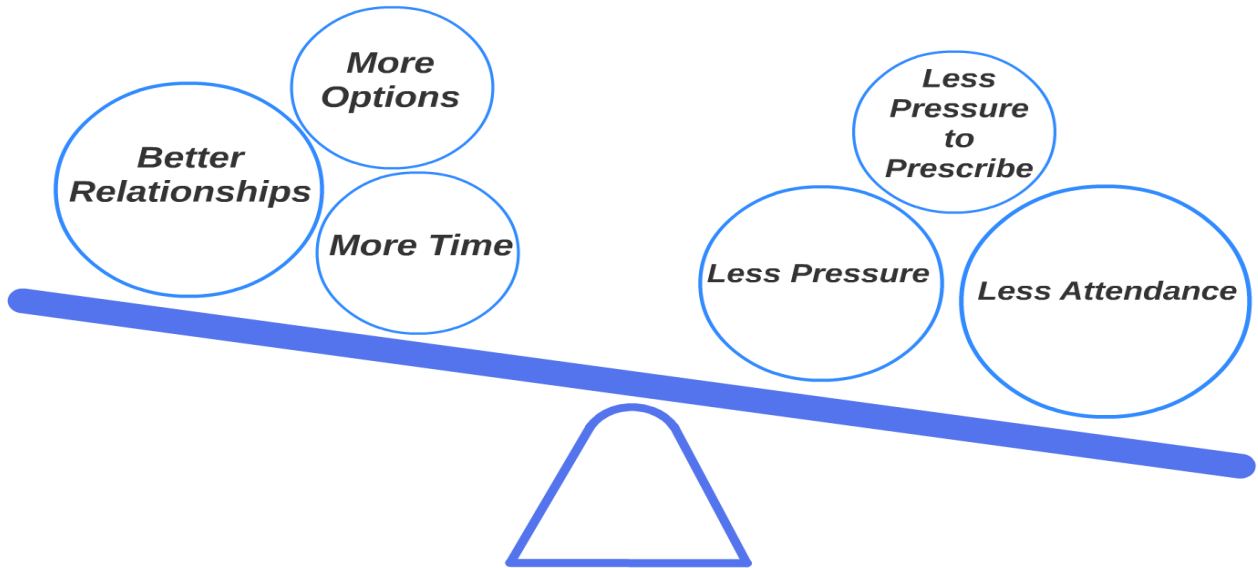 More
Options
Better
Relationships
More Time
Less
Pressure
to
Prescribe
Less Pressure
Less Attendance